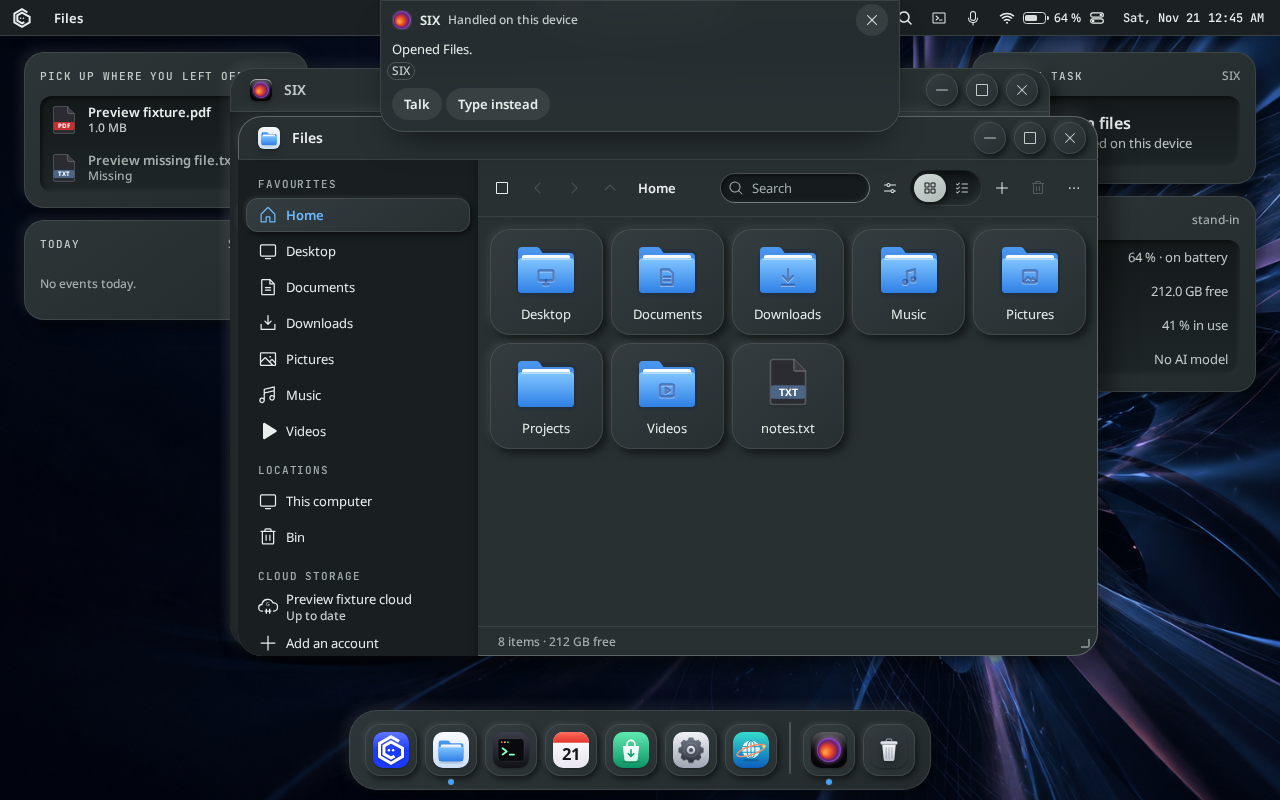 Files
SIX Handled on this device
64 %
Sat, Nov 21 12:45 AM
Opened Files.
SIX
Talk
Type instead
PICK UP WHERE YOU LEFT
Preview fixture.pdf
1.0 MB
PDF
Preview missing file.tx
Missing
TXT
TODAY
No events today.
SIX
TASK
SIX
files
on this device
stand-in
64 % · on battery
212.0 GB free
41 % in use
No AI model
Files
FAVOURITES
Home
Desktop
Documents
Downloads
Pictures
Music
Videos
LOCATIONS
This computer
Bin
CLOUD STORAGE
Preview fixture cloud
Up to date
Add an account
Home
Search
Desktop
Documents
Downloads
Music
Pictures
Projects
Videos
TXT
notes.txt
8 items · 212 GB free
21